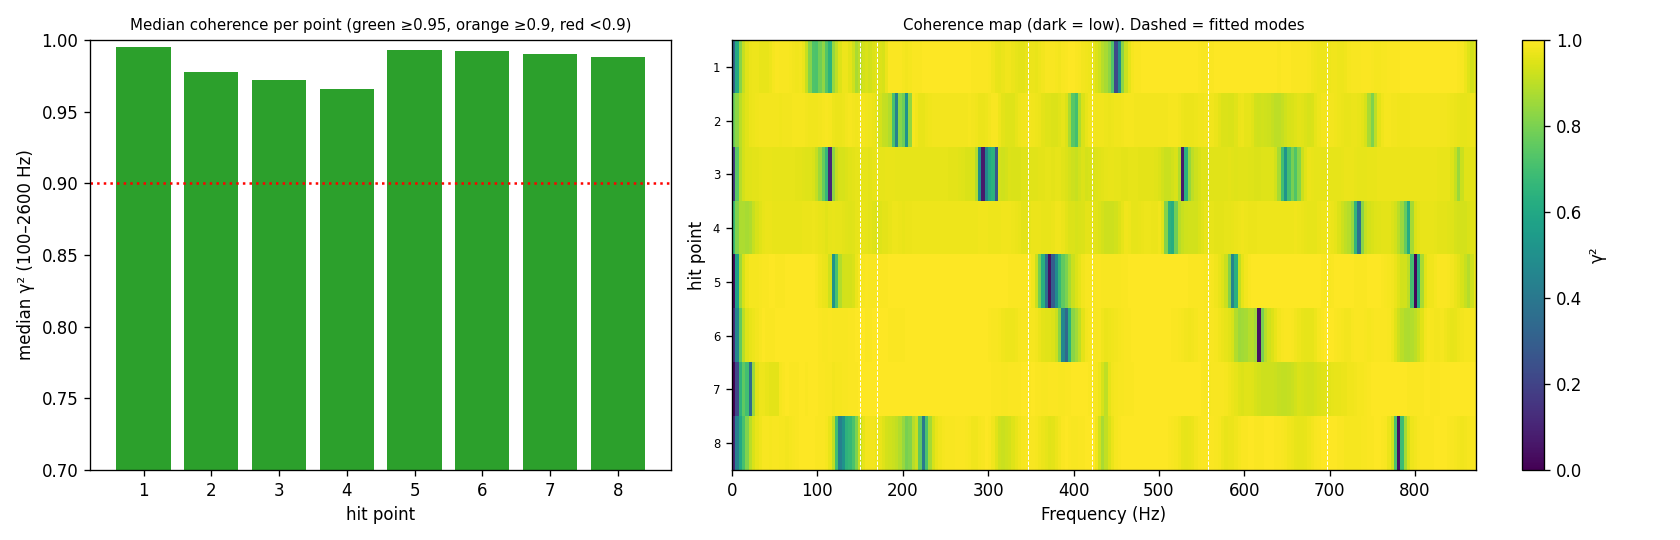 Median coherence per point (green ≥0.95, orange ≥0.9, red <0.9)
1.00
0.95
0.90
0.85
0.80
0.75
0.70
median γ² (100–2600 Hz)
1 2 3 4 5 6 7 8
hit point
Coherence map (dark = low). Dashed = fitted modes
1
2
3
4
5
6
7
8
hit point
0 100 200 300 400 500 600 700 800
Frequency (Hz)
1.0
0.8
0.6
0.4
0.2
0.0
γ²